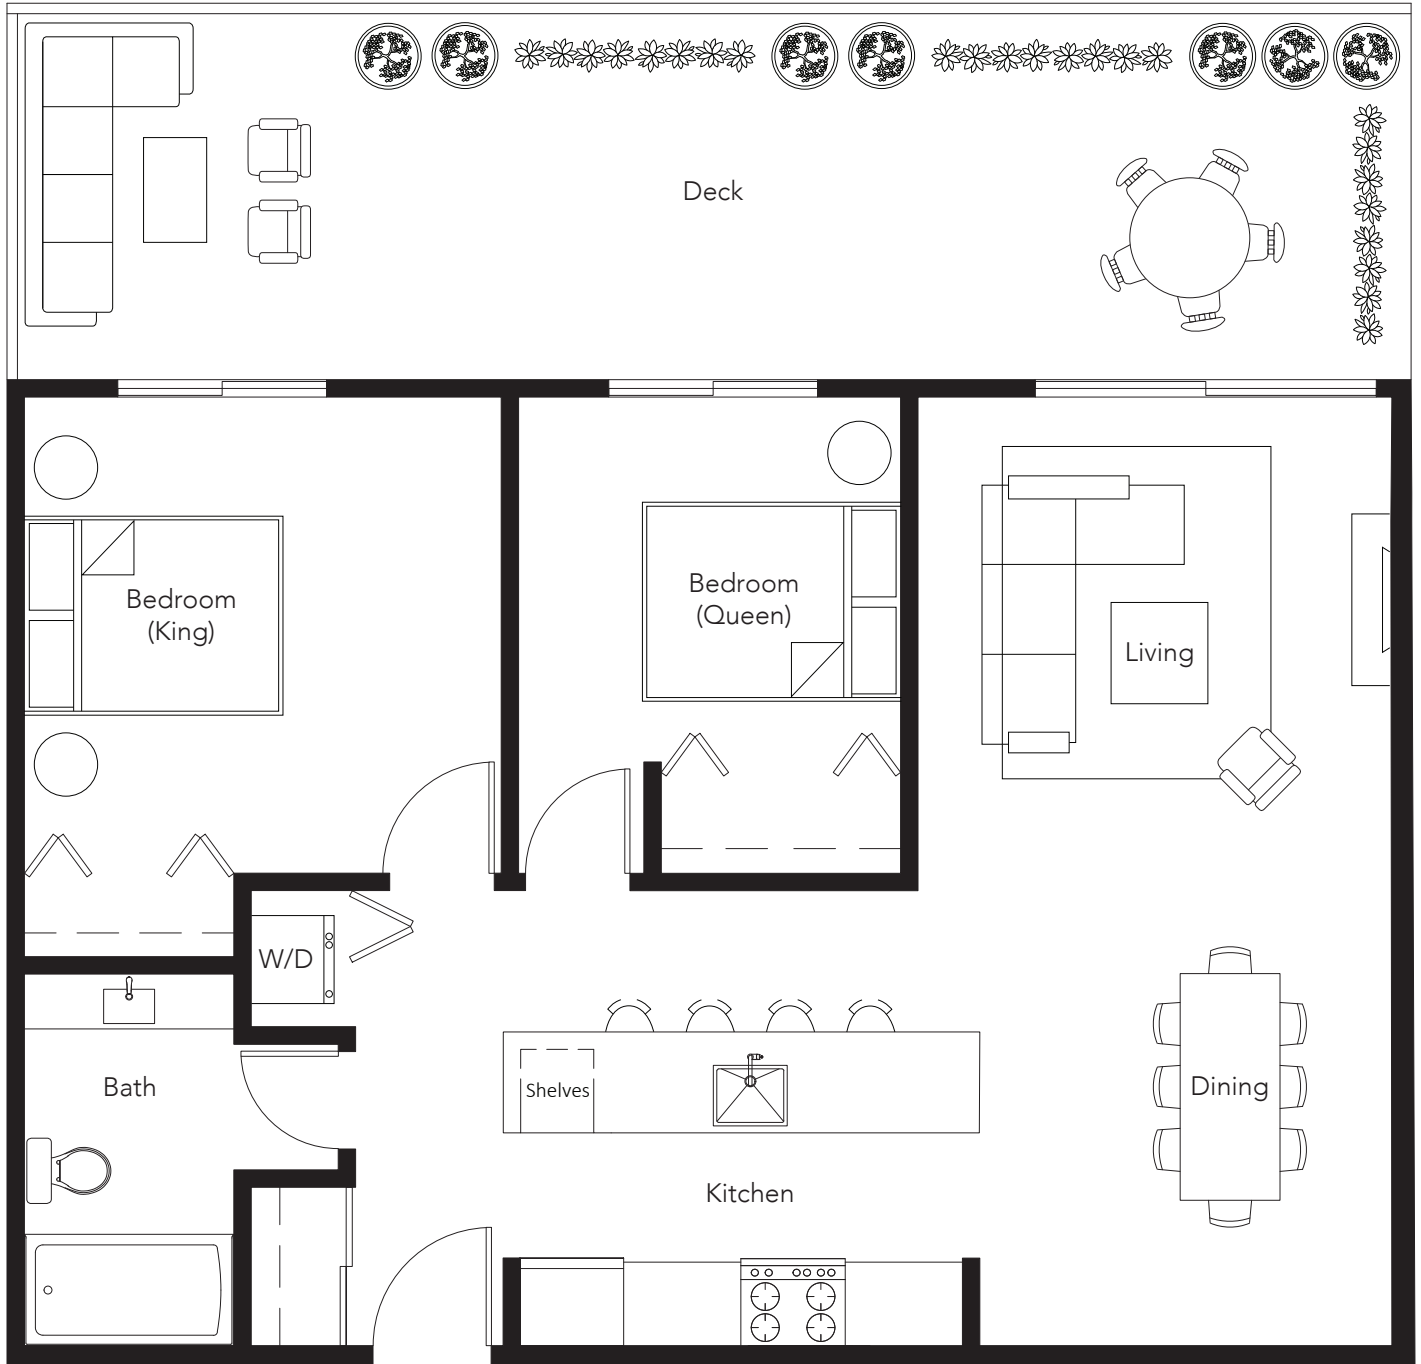 Deck
Bedroom
(King)
Bedroom
(Queen)
Living
W/D
Bath
Shelves
Dining
Kitchen